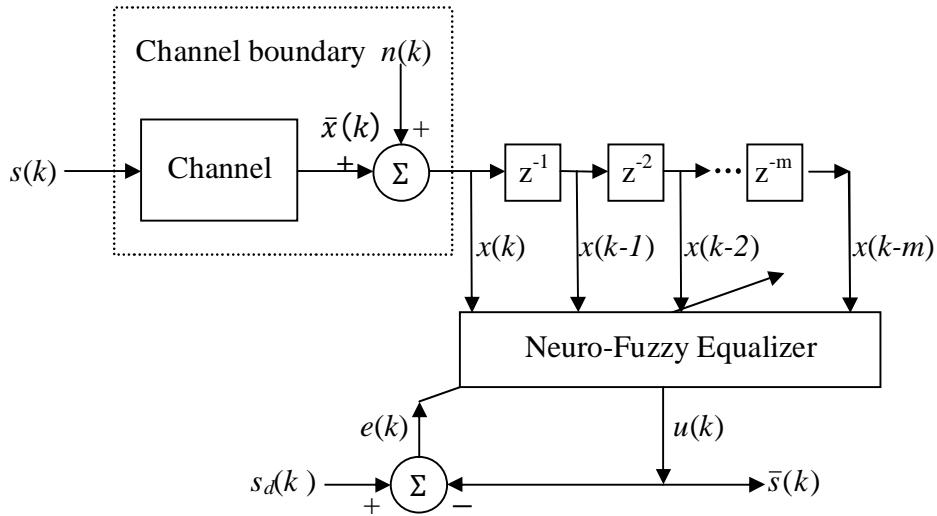 Channel boundary n(k)
x̄(k) +
s(k) Channel + Σ z⁻¹ z⁻² ••• z⁻ᵐ
x(k) x(k-1) x(k-2) x(k-m)
Neuro-Fuzzy Equalizer
e(k) u(k)
s_d(k) Σ s̄(k)
+ −